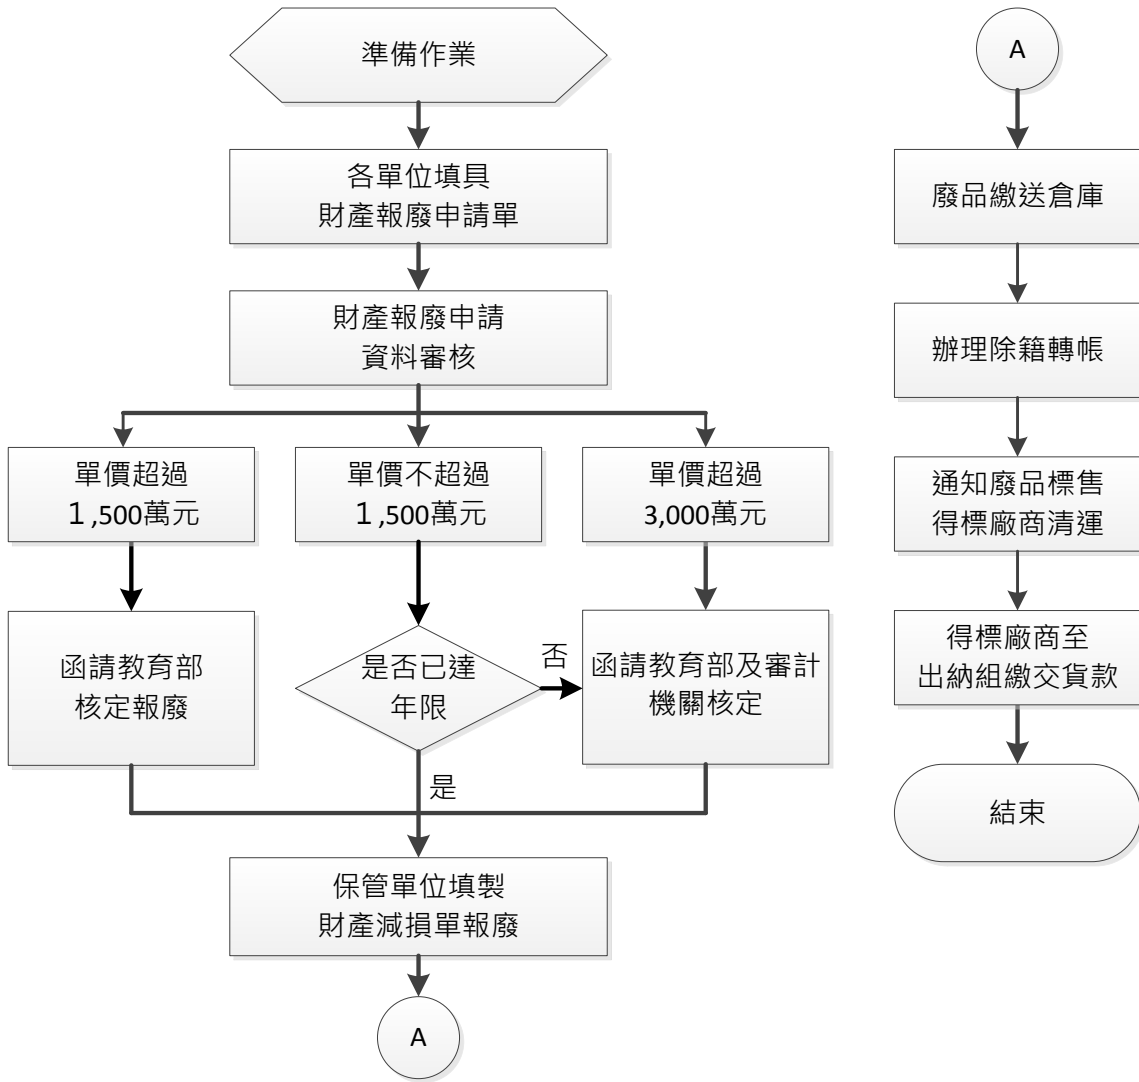 準備作業
各單位填具
財產報廢申請單
財產報廢申請
資料審核
單價超過
１,500萬元
單價不超過
１,500萬元
單價超過
3,000萬元
函請教育部
核定報廢
是否已達
年限
否
函請教育部及審計
機關核定
是
保管單位填製
財產減損單報廢
A
A
廢品繳送倉庫
辦理除籍轉帳
通知廢品標售
得標廠商清運
得標廠商至
出納組繳交貨款
結束